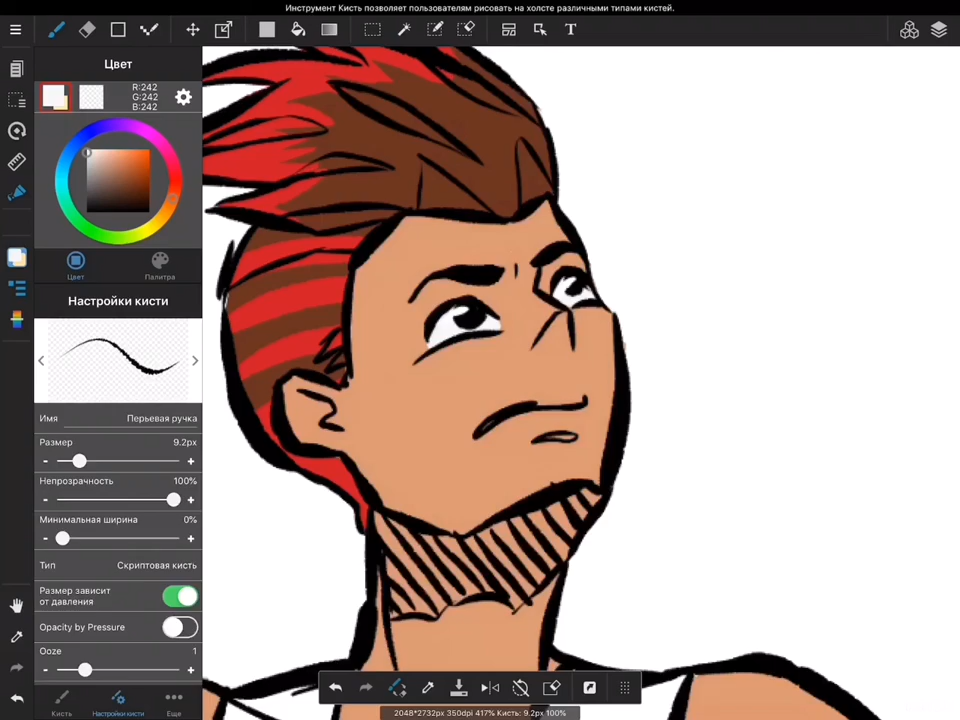 Инструмент Кисть позволяет пользователям рисовать на холсте различными типами кистей.
T
Цвет
R:242
G:242
B:242
Цвет
Палитра
Настройки кисти
Имя Перьевая ручка
Размер 9.2px
- +
Непрозрачность 100%
- +
Минимальная ширина 0%
- +
Тип Скриптовая кисть
Размер зависит
от давления
Opacity by Pressure
Ooze 1
- +
Кисть
Настройки кисти
Еще
2048*2732px 350dpi 417% Кисть: 9.2px 100%